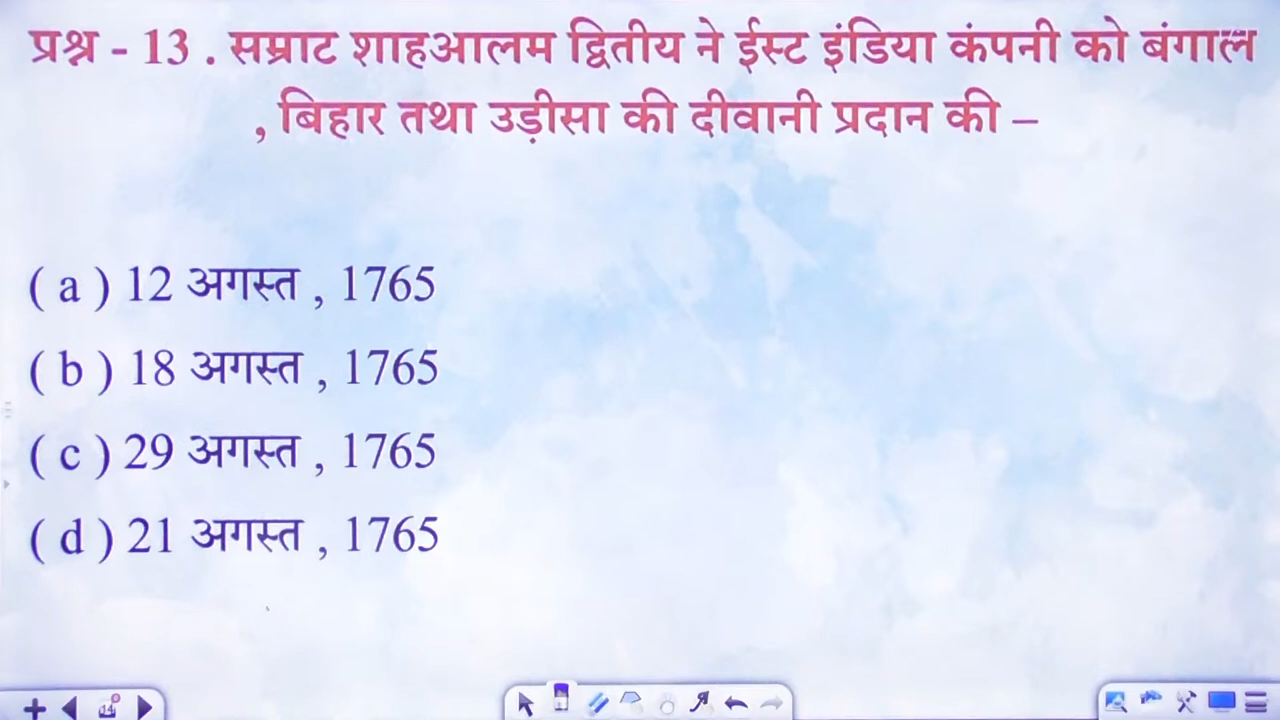 प्रश्न - 13 . सम्राट शाहआलम द्वितीय ने ईस्ट इंडिया कंपनी को बंगाल
, बिहार तथा उड़ीसा की दीवानी प्रदान की –
( a ) 12 अगस्त , 1765
( b ) 18 अगस्त , 1765
( c ) 29 अगस्त , 1765
( d ) 21 अगस्त , 1765
14